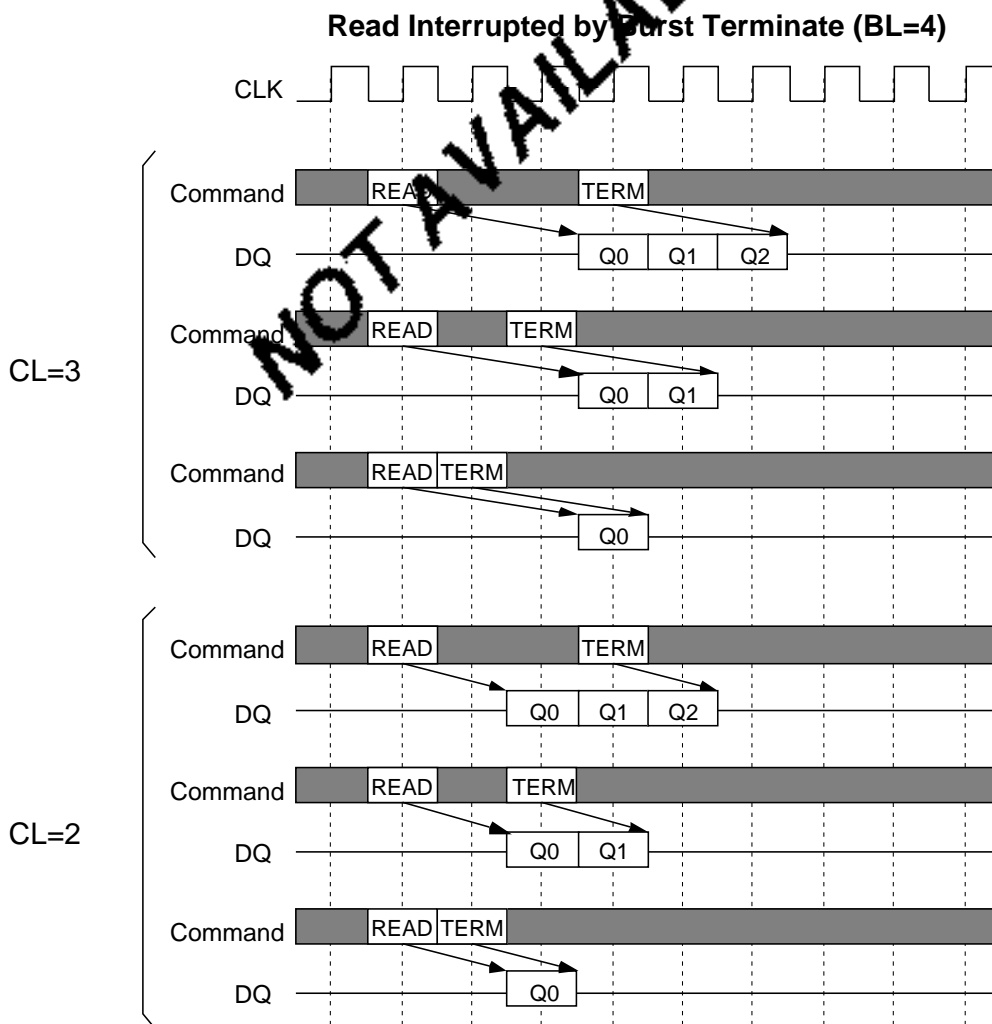 Read Interrupted by Burst Terminate (BL=4)
CLK
Command READ TERM
DQ Q0 Q1 Q2
Command READ TERM
CL=3
DQ Q0 Q1
Command READ TERM
DQ Q0
Command READ TERM
DQ Q0 Q1 Q2
Command READ TERM
CL=2
DQ Q0 Q1
Command READ TERM
DQ Q0
NOT AVAILA